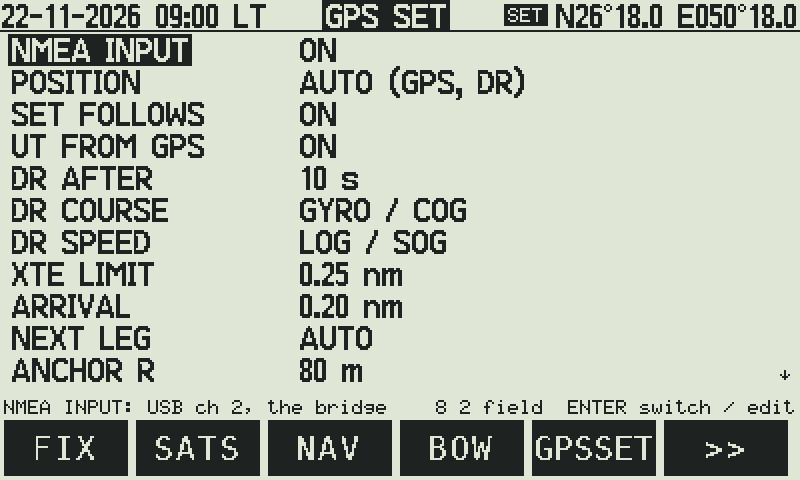 22-11-2026 09:00 LT GPS SET SET N26°18.0 E050°18.0
NMEA INPUT ON
POSITION AUTO (GPS, DR)
SET FOLLOWS ON
UT FROM GPS ON
DR AFTER 10 s
DR COURSE GYRO / COG
DR SPEED LOG / SOG
XTE LIMIT 0.25 nm
ARRIVAL 0.20 nm
NEXT LEG AUTO
ANCHOR R 80 m ↓
NMEA INPUT: USB ch 2, the bridge 8 2 field ENTER switch / edit
FIX SATS NAV BOW GPSSET >>